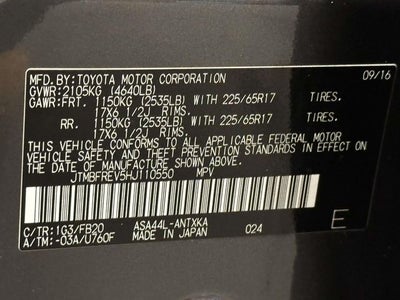 MFD.BY:TOYOTA MOTOR CORPORATION 09/16
GVWR:2105KG (4640LB)
GAWR:FRT. 1150KG (2535LB) WITH 225/65R17 TIRES.
17X6 1/2J RIMS.
RR. 1150KG (2535LB) WITH 225/65R17 TIRES.
17X6 1/2J RIMS.
THIS VEHICLE CONFORMS TO ALL APPLICABLE FEDERAL MOTOR
VEHICLE SAFETY STANDARDS IN EFFECT ON THE DATE OF
MANUFACTURE SHOWN ABOVE.
JTMBFREV5HJ110550 MPV
C/TR:1G3/FB20 ASA44L-ANTXKA
A/TM:-03A/U760F MADE IN JAPAN 024 E